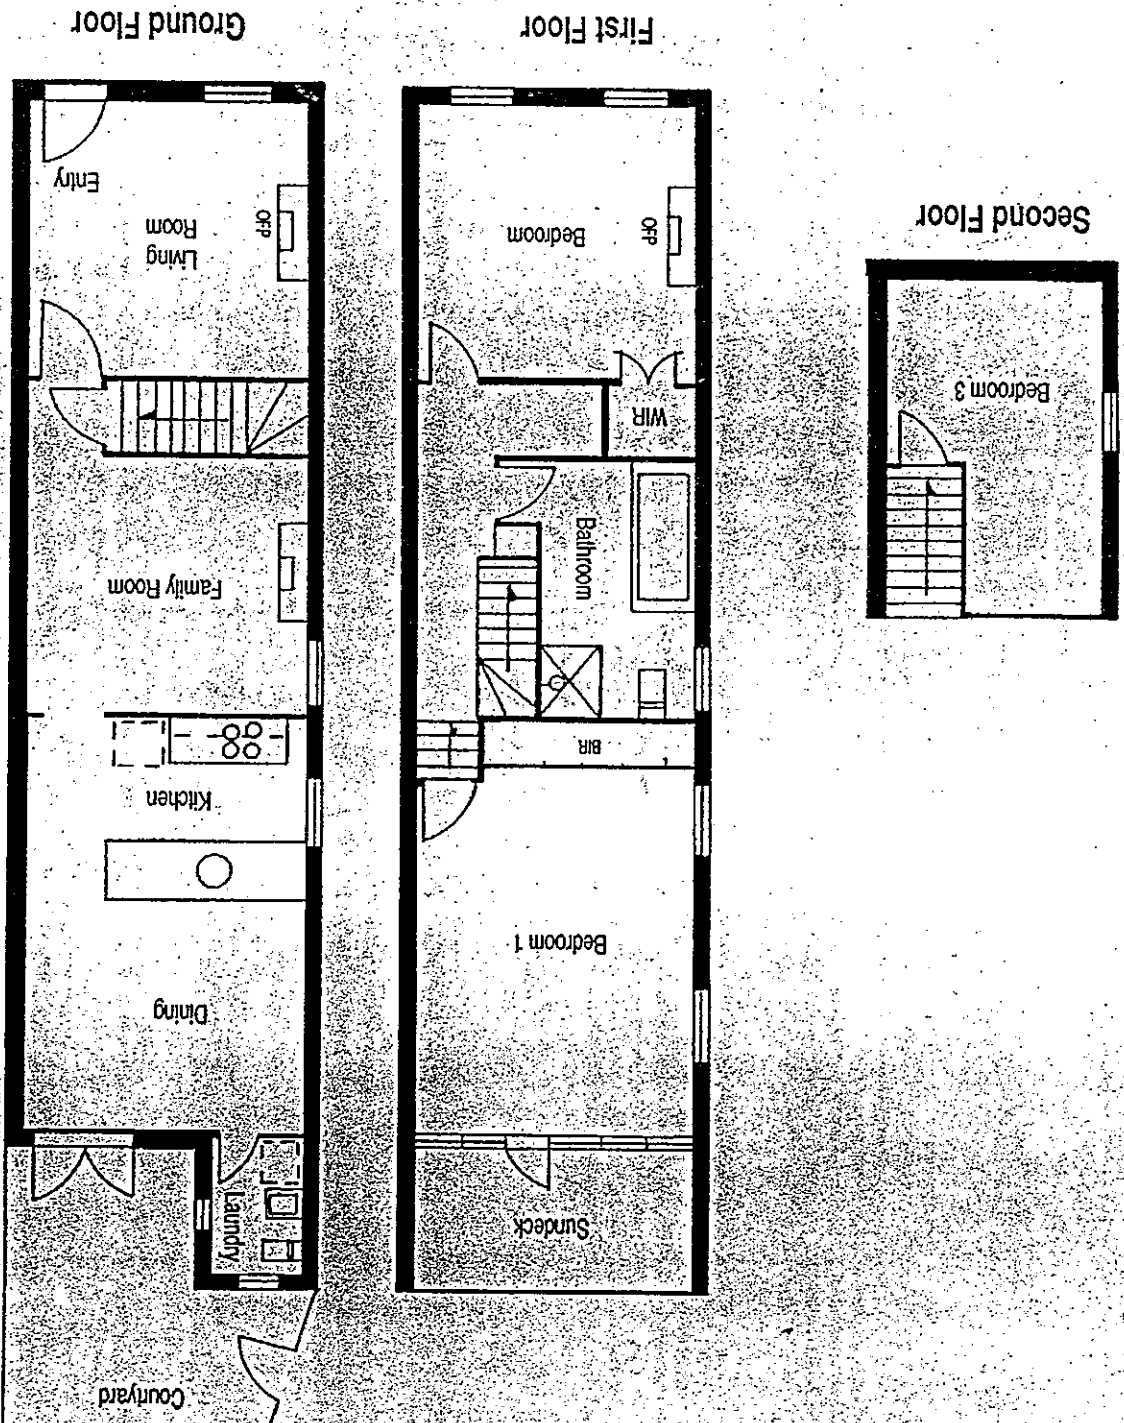 Second Floor
Bedroom 3
First Floor
Sundeck
Bedroom 1
BIR
Bathroom
WIR
Bedroom
OFP
Ground Floor
Courtyard
Laundry
Dining
Kitchen
Family Room
Living
Room
OFP
Entry